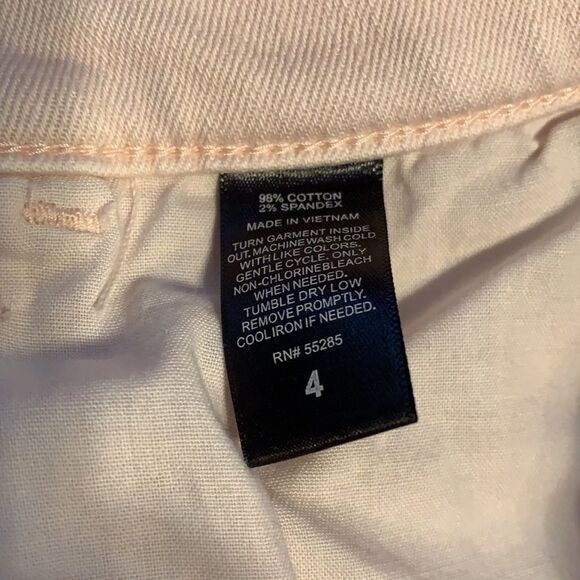 98% COTTON
2% SPANDEX
MADE IN VIETNAM
TURN GARMENT INSIDE
OUT. MACHINE WASH COLD
WITH LIKE COLORS.
GENTLE CYCLE. ONLY
NON-CHLORINE BLEACH
WHEN NEEDED.
TUMBLE DRY LOW
REMOVE PROMPTLY.
COOL IRON IF NEEDED.
RN# 55285
4